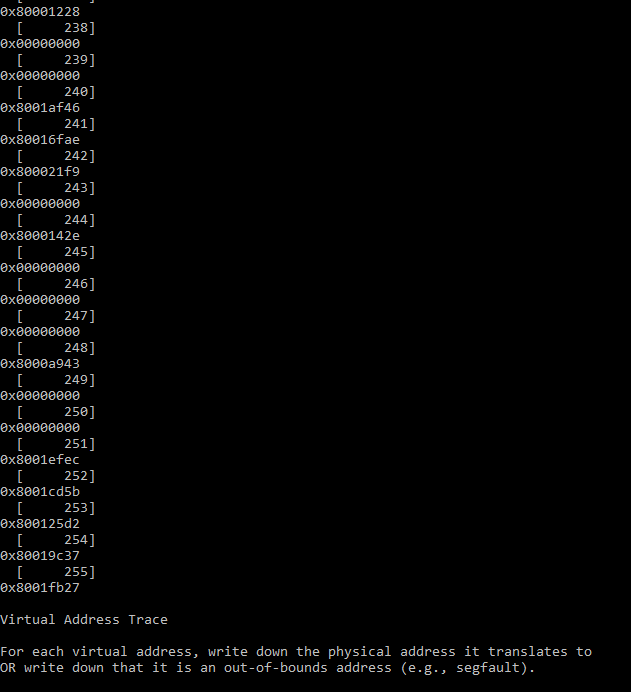 0x80001228
  [     238]
0x00000000
  [     239]
0x00000000
  [     240]
0x8001af46
  [     241]
0x80016fae
  [     242]
0x800021f9
  [     243]
0x00000000
  [     244]
0x8000142e
  [     245]
0x00000000
  [     246]
0x00000000
  [     247]
0x00000000
  [     248]
0x8000a943
  [     249]
0x00000000
  [     250]
0x00000000
  [     251]
0x8001efec
  [     252]
0x8001cd5b
  [     253]
0x800125d2
  [     254]
0x80019c37
  [     255]
0x8001fb27

Virtual Address Trace

For each virtual address, write down the physical address it translates to
OR write down that it is an out-of-bounds address (e.g., segfault).